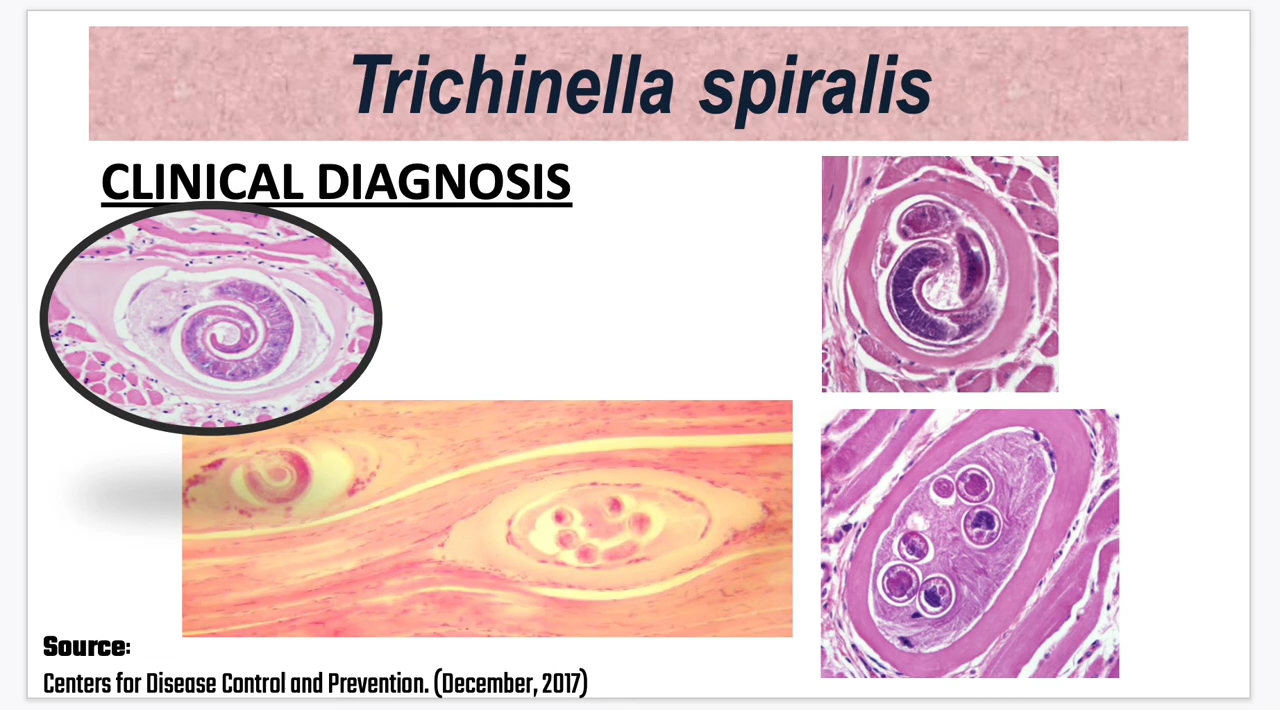 Trichinella spiralis
CLINICAL DIAGNOSIS
Source:
Centers for Disease Control and Prevention. (December, 2017)